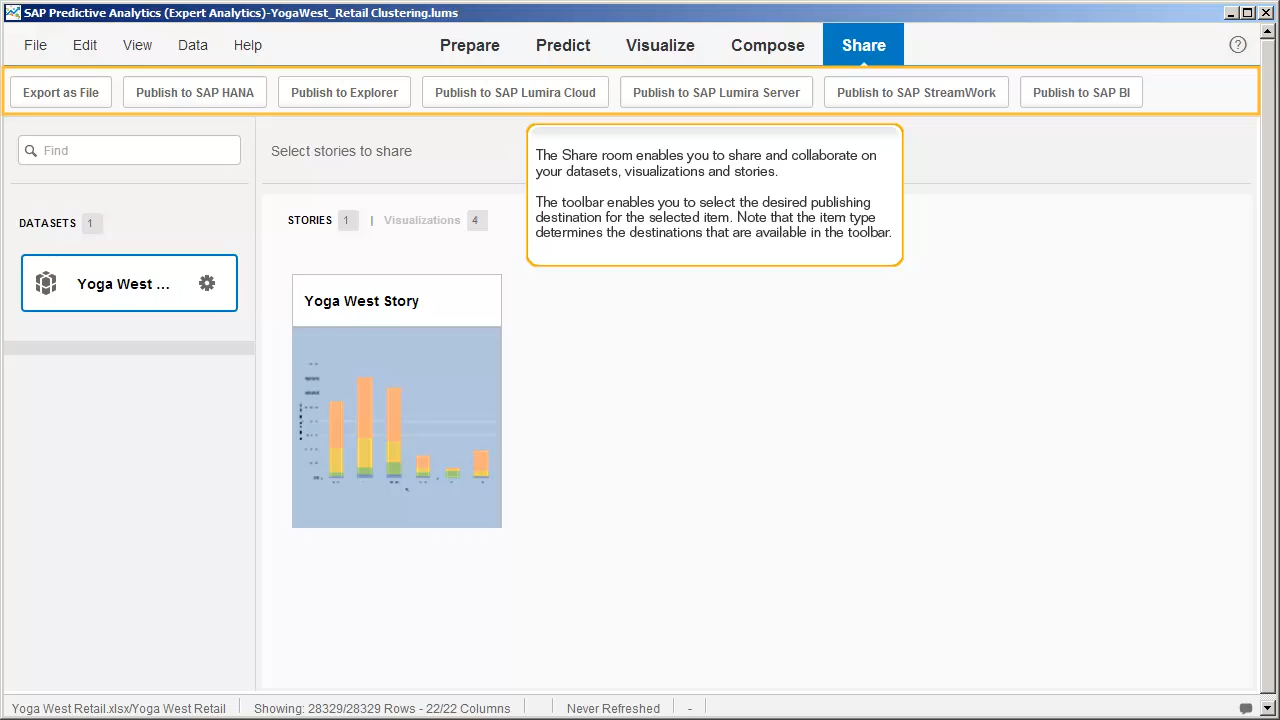 SAP Predictive Analytics (Expert Analytics)-YogaWest_Retail Clustering.lums
File Edit View Data Help Prepare Predict Visualize Compose Share
Export as File Publish to SAP HANA Publish to Explorer Publish to SAP Lumira Cloud Publish to SAP Lumira Server Publish to SAP StreamWork Publish to SAP BI
Find
Select stories to share
The Share room enables you to share and collaborate on
your datasets, visualizations and stories.
The toolbar enables you to select the desired publishing
destination for the selected item. Note that the item type
determines the destinations that are available in the toolbar.
DATASETS 1
STORIES 1 | Visualizations 4
Yoga West ...
Yoga West Story
Yoga West Retail.xlsx/Yoga West Retail Showing: 28329/28329 Rows - 22/22 Columns Never Refreshed -